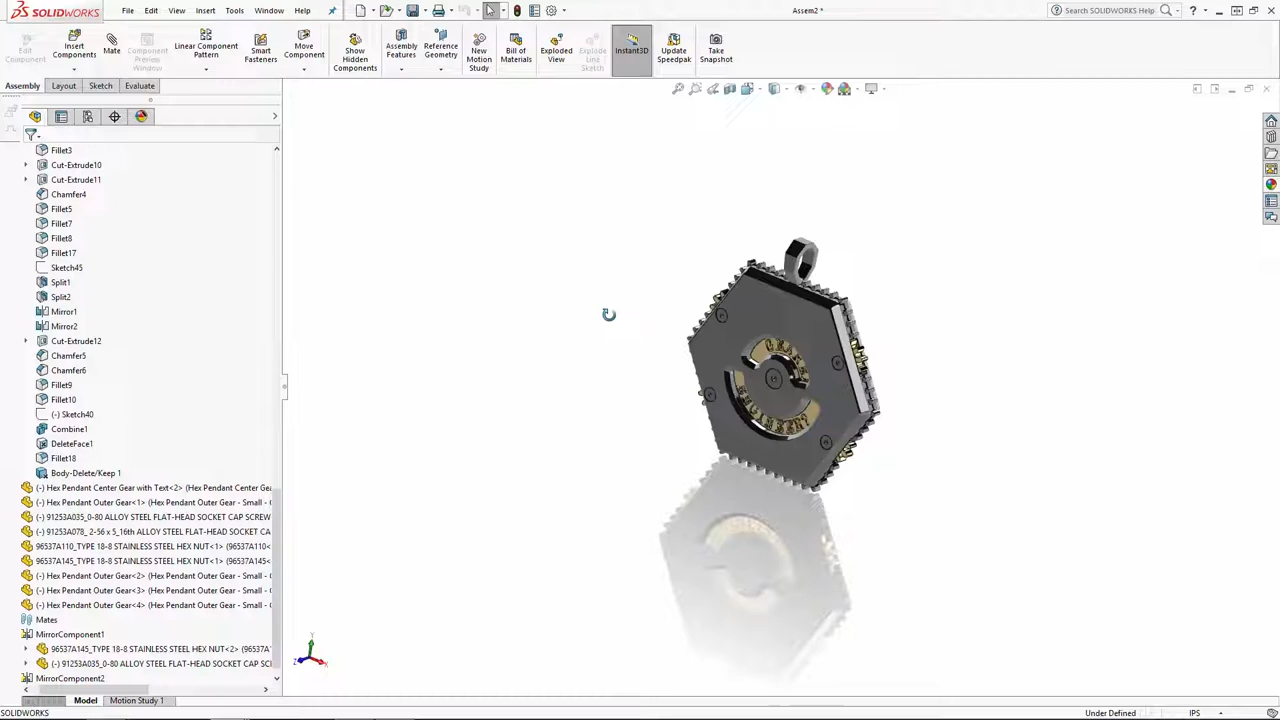 SOLIDWORKS
File Edit View Insert Tools Window Help
Assem2 *
Search SOLIDWORKS Help
Edit Component
Insert Components
Mate
Component Preview Window
Linear Component Pattern
Smart Fasteners
Move Component
Show Hidden Components
Assembly Features
Reference Geometry
New Motion Study
Bill of Materials
Exploded View
Explode Line Sketch
Instant3D
Update Speedpak
Take Snapshot
Assembly Layout Sketch Evaluate
Fillet3
Cut-Extrude10
Cut-Extrude11
Chamfer4
Fillet5
Fillet7
Fillet8
Fillet17
Sketch45
Split1
Split2
Mirror1
Mirror2
Cut-Extrude12
Chamfer5
Chamfer6
Fillet9
Fillet10
(-) Sketch40
Combine1
DeleteFace1
Fillet18
Body-Delete/Keep 1
(-) Hex Pendant Center Gear with Text<2> (Hex Pendant Center Gea
(-) Hex Pendant Outer Gear<1> (Hex Pendant Outer Gear - Small -
(-) 91253A035_0-80 ALLOY STEEL FLAT-HEAD SOCKET CAP SCREW
(-) 91253A078_ 2-56 x 5_16th ALLOY STEEL FLAT-HEAD SOCKET CA
96537A110_TYPE 18-8 STAINLESS STEEL HEX NUT<1> (96537A110<
96537A145_TYPE 18-8 STAINLESS STEEL HEX NUT<1> (96537A145<
(-) Hex Pendant Outer Gear<2> (Hex Pendant Outer Gear - Small -
(-) Hex Pendant Outer Gear<3> (Hex Pendant Outer Gear - Small -
(-) Hex Pendant Outer Gear<4> (Hex Pendant Outer Gear - Small -
Mates
MirrorComponent1
96537A145_TYPE 18-8 STAINLESS STEEL HEX NUT<2> (96537A
(-) 91253A035_0-80 ALLOY STEEL FLAT-HEAD SOCKET CAP SCR
MirrorComponent2
Y
Z
X
Model Motion Study 1
SOLIDWORKS
Under Defined
IPS